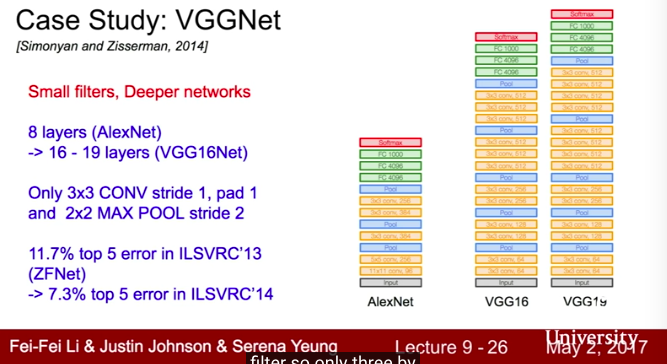 Case Study: VGGNet
[Simonyan and Zisserman, 2014]
Small filters, Deeper networks
8 layers (AlexNet)
-> 16 - 19 layers (VGG16Net)
Only 3x3 CONV stride 1, pad 1
and 2x2 MAX POOL stride 2
11.7% top 5 error in ILSVRC'13
(ZFNet)
-> 7.3% top 5 error in ILSVRC'14
Softmax
FC 1000
FC 4096
FC 4096
Pool
3x3 conv, 256
3x3 conv, 384
Pool
3x3 conv, 384
Pool
5x5 conv, 256
11x11 conv, 96
Input
AlexNet
Softmax
FC 1000
FC 4096
FC 4096
Pool
3x3 conv, 512
3x3 conv, 512
3x3 conv, 512
Pool
3x3 conv, 512
3x3 conv, 512
3x3 conv, 512
Pool
3x3 conv, 256
3x3 conv, 256
Pool
3x3 conv, 128
3x3 conv, 128
Pool
3x3 conv, 64
3x3 conv, 64
Input
VGG16
Softmax
FC 1000
FC 4096
FC 4096
Pool
3x3 conv, 512
3x3 conv, 512
3x3 conv, 512
3x3 conv, 512
Pool
3x3 conv, 512
3x3 conv, 512
3x3 conv, 512
3x3 conv, 512
Pool
3x3 conv, 256
3x3 conv, 256
Pool
3x3 conv, 128
3x3 conv, 128
Pool
3x3 conv, 64
3x3 conv, 64
Input
VGG19
Fei-Fei Li & Justin Johnson & Serena Yeung
Lecture 9 - 26
University
May 2, 2017
filter so only three by